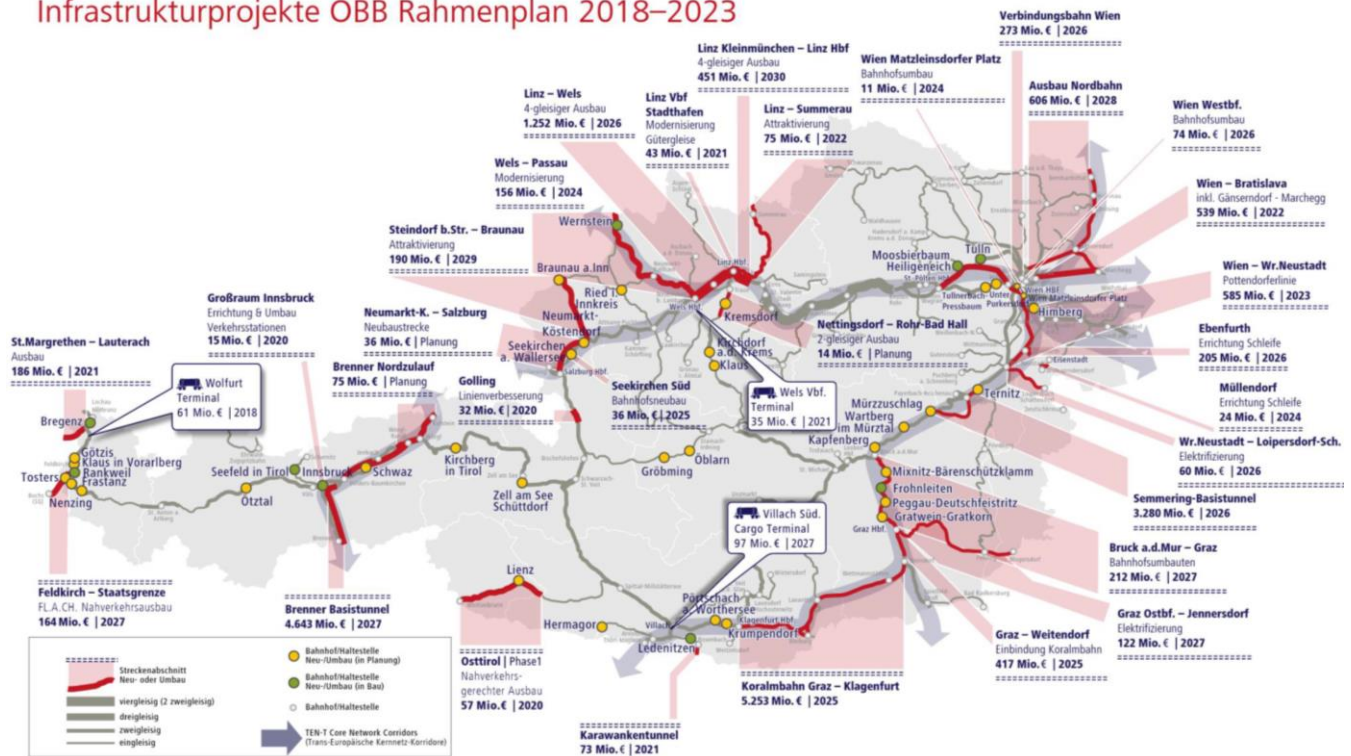 Infrastrukturprojekte ÖBB Rahmenplan 2018–2023
Verbindungsbahn Wien
273 Mio. € | 2026
Linz Kleinmünchen – Linz Hbf
4-gleisiger Ausbau
451 Mio. € | 2030
Wien Matzleinsdorfer Platz
Bahnhofsumbau
11 Mio. € | 2024
Ausbau Nordbahn
606 Mio. € | 2028
Linz – Wels
4-gleisiger Ausbau
1.252 Mio. € | 2026
Linz Vbf
Stadthafen
Modernisierung
Gütergleise
43 Mio. € | 2021
Linz – Summerau
Attraktivierung
75 Mio. € | 2022
Wien Westbf.
Bahnhofsumbau
74 Mio. € | 2026
Wels – Passau
Modernisierung
156 Mio. € | 2024
Wien – Bratislava
inkl. Gänserndorf - Marchegg
539 Mio. € | 2022
Steindorf b.Str. – Braunau
Attraktivierung
190 Mio. € | 2029
Wien – Wr.Neustadt
Pottendorferlinie
585 Mio. € | 2023
Großraum Innsbruck
Errichtung & Umbau
Verkehrsstationen
15 Mio. € | 2020
Neumarkt-K. – Salzburg
Neubaustrecke
36 Mio. € | Planung
St.Margrethen – Lauterach
Ausbau
186 Mio. € | 2021
Brenner Nordzulauf
75 Mio. € | Planung
Golling
Linienverbesserung
32 Mio. € | 2020
Nettingsdorf – Rohr-Bad Hall
2-gleisiger Ausbau
14 Mio. € | Planung
Ebenfurth
Errichtung Schleife
205 Mio. € | 2026
Seekirchen Süd
Bahnhofsneubau
36 Mio. € | 2025
Müllendorf
Errichtung Schleife
24 Mio. € | 2024
Wolfurt
Terminal
61 Mio. € | 2018
Wels Vbf.
Terminal
35 Mio. € | 2021
Wr.Neustadt – Loipersdorf-Sch.
Elektrifizierung
60 Mio. € | 2026
Semmering-Basistunnel
3.280 Mio. € | 2026
Villach Süd.
Cargo Terminal
97 Mio. € | 2027
Bruck a.d.Mur – Graz
Bahnhofsumbauten
212 Mio. € | 2027
Graz Ostbf. – Jennersdorf
Elektrifizierung
122 Mio. € | 2027
Graz – Weitendorf
Einbindung Koralmbahn
417 Mio. € | 2025
Feldkirch – Staatsgrenze
FL.A.CH. Nahverkehrsausbau
164 Mio. € | 2027
Brenner Basistunnel
4.643 Mio. € | 2027
Osttirol | Phase1
Nahverkehrs-
gerechter Ausbau
57 Mio.€ | 2020
Koralmbahn Graz – Klagenfurt
5.253 Mio. € | 2025
Karawankentunnel
73 Mio. € | 2021
Wernstein
Braunau a.Inn
Ried i.
Innkreis
Neumarkt-
Köstendorf
Seekirchen
a. Wallersee
Salzburg Hbf.
Linz Hbf
Wels Hbf
Kremsdorf
Kirchdorf
a.d. Krems
Klaus
Moosbierbaum
Heiligeneich
Tulln
St. Pölten Hbf
Tullnerbach-
Pressbaum
Unter
Purkersdorf
Wien Hbf
Wien Matzleinsdorfer Platz
Himberg
Eisenstadt
Ternitz
Mürzzuschlag
Wartberg
im Mürztal
Kapfenberg
Mixnitz-Bärenschützklamm
Frohnleiten
Peggau-Deutschfeistritz
Gratwein-Gratkorn
Graz Hbf.
Bregenz
Götzis
Klaus in Vorarlberg
Rankweil
Tosters
Frastanz
Nenzing
Ötztal
Seefeld in Tirol
Innsbruck
Schwaz
Kirchberg
in Tirol
Zell am See
Schüttdorf
Gröbming
Öblarn
Lienz
Hermagor
Villach
Ledenitzen
Pörtschach
a. Wörthersee
Krumpendorf
Klagenfurt Hbf.
Streckenabschnitt
Neu- oder Umbau
viergleisig (2 zweigleisig)
dreigleisig
zweigleisig
eingleisig
Bahnhof/Haltestelle
Neu-/Umbau (in Planung)
Bahnhof/Haltestelle
Neu-/Umbau (in Bau)
Bahnhof/Haltestelle
TEN-T Core Network Corridors
(Trans-Europäische Kernnetz-Korridore)